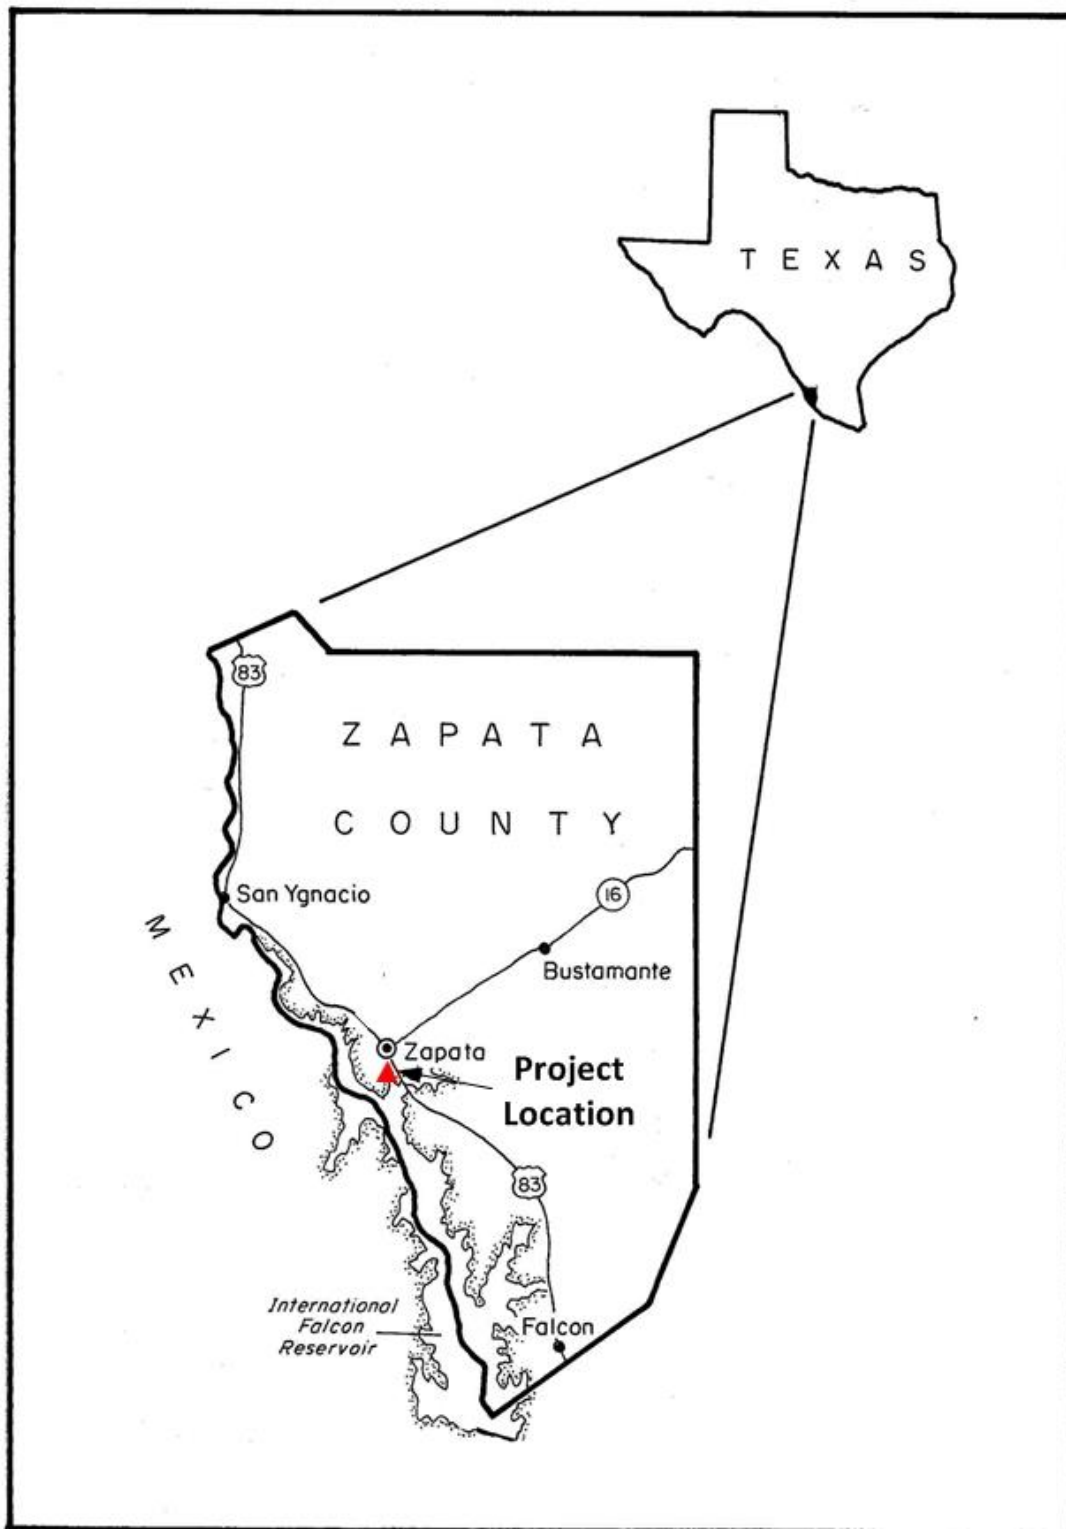 TEXAS
83
ZAPATA
COUNTY
San Ygnacio
16
MEXICO
Bustamante
Zapata
Project
Location
83
International
Falcon
Reservoir
Falcon